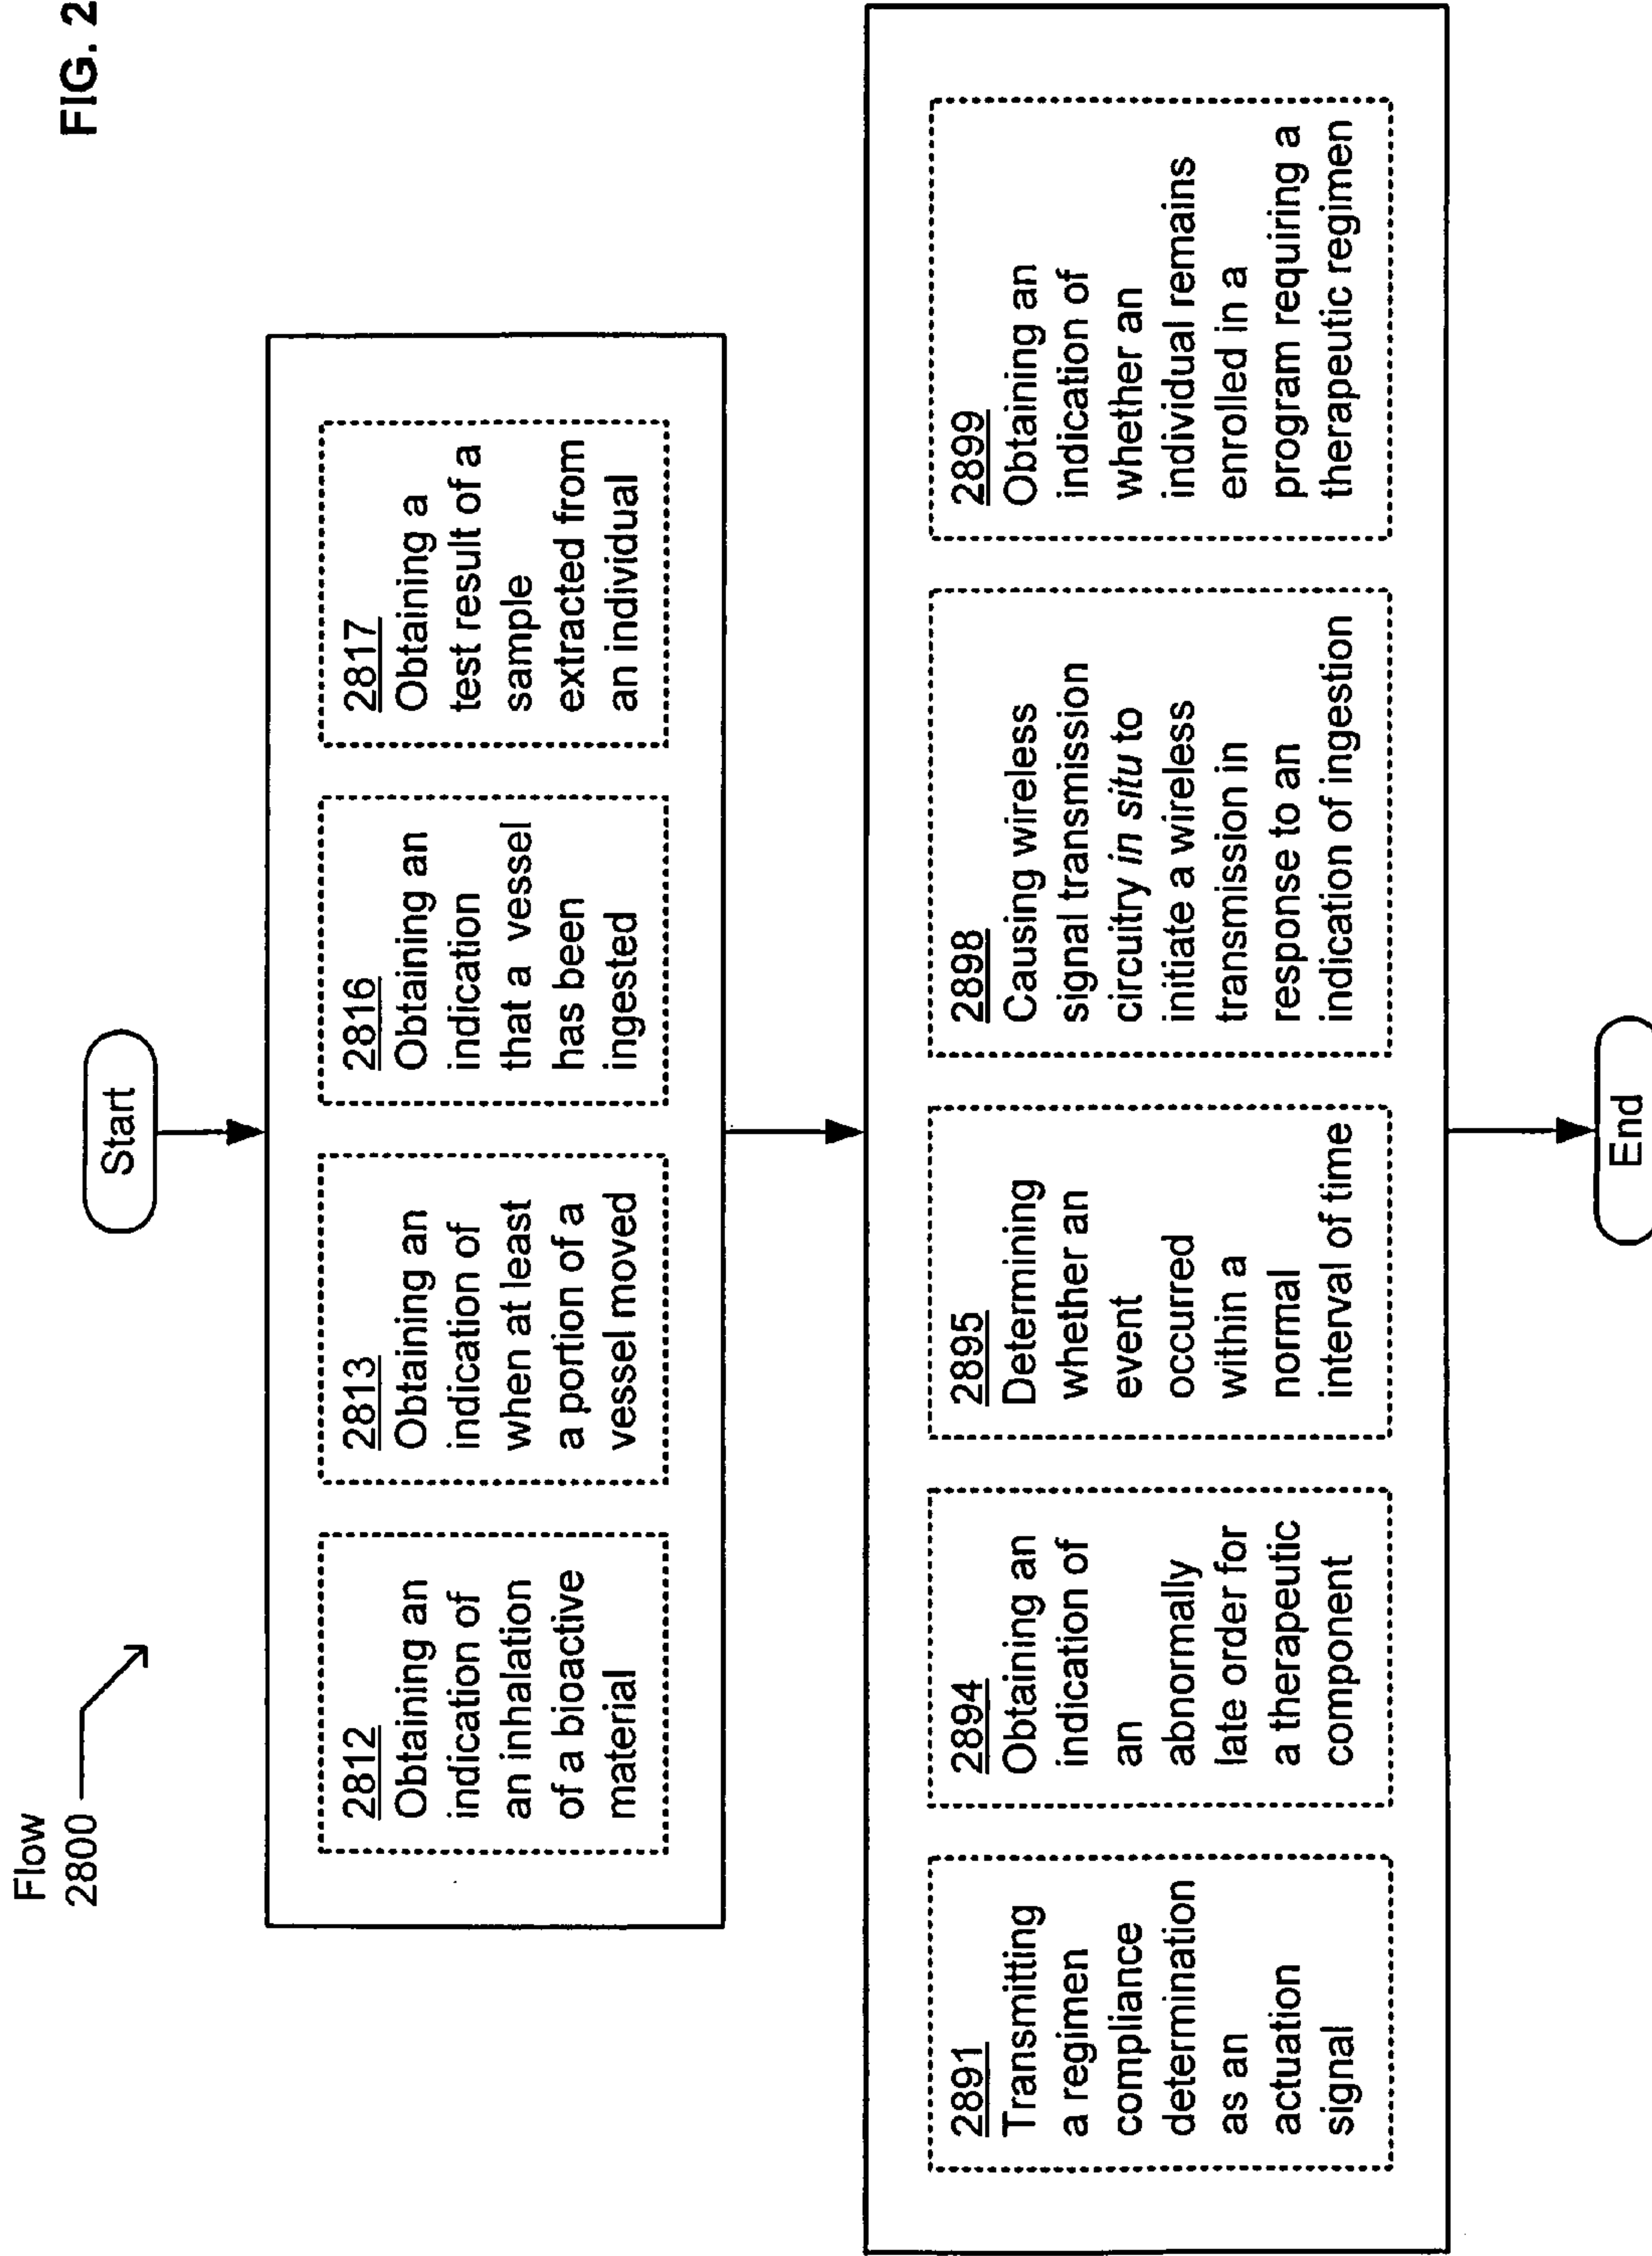 FIG. 2
Flow
2800
Start
2812
Obtaining an
indication of
an inhalation
of a bioactive
material
2813
Obtaining an
indication of
when at least
a portion of a
vessel moved
2816
Obtaining an
indication
that a vessel
has been
ingested
2817
Obtaining a
test result of a
sample
extracted from
an individual
2891
Transmitting
a regimen
compliance
determination
as an
actuation
signal
2894
Obtaining an
indication of
an
abnormally
late order for
a therapeutic
component
2895
Determining
whether an
event
occurred
within a
normal
interval of time
2898
Causing wireless
signal transmission
circuitry in situ to
initiate a wireless
transmission in
response to an
indication of ingestion
2899
Obtaining an
indication of
whether an
individual remains
enrolled in a
program requiring a
therapeutic regimen
End